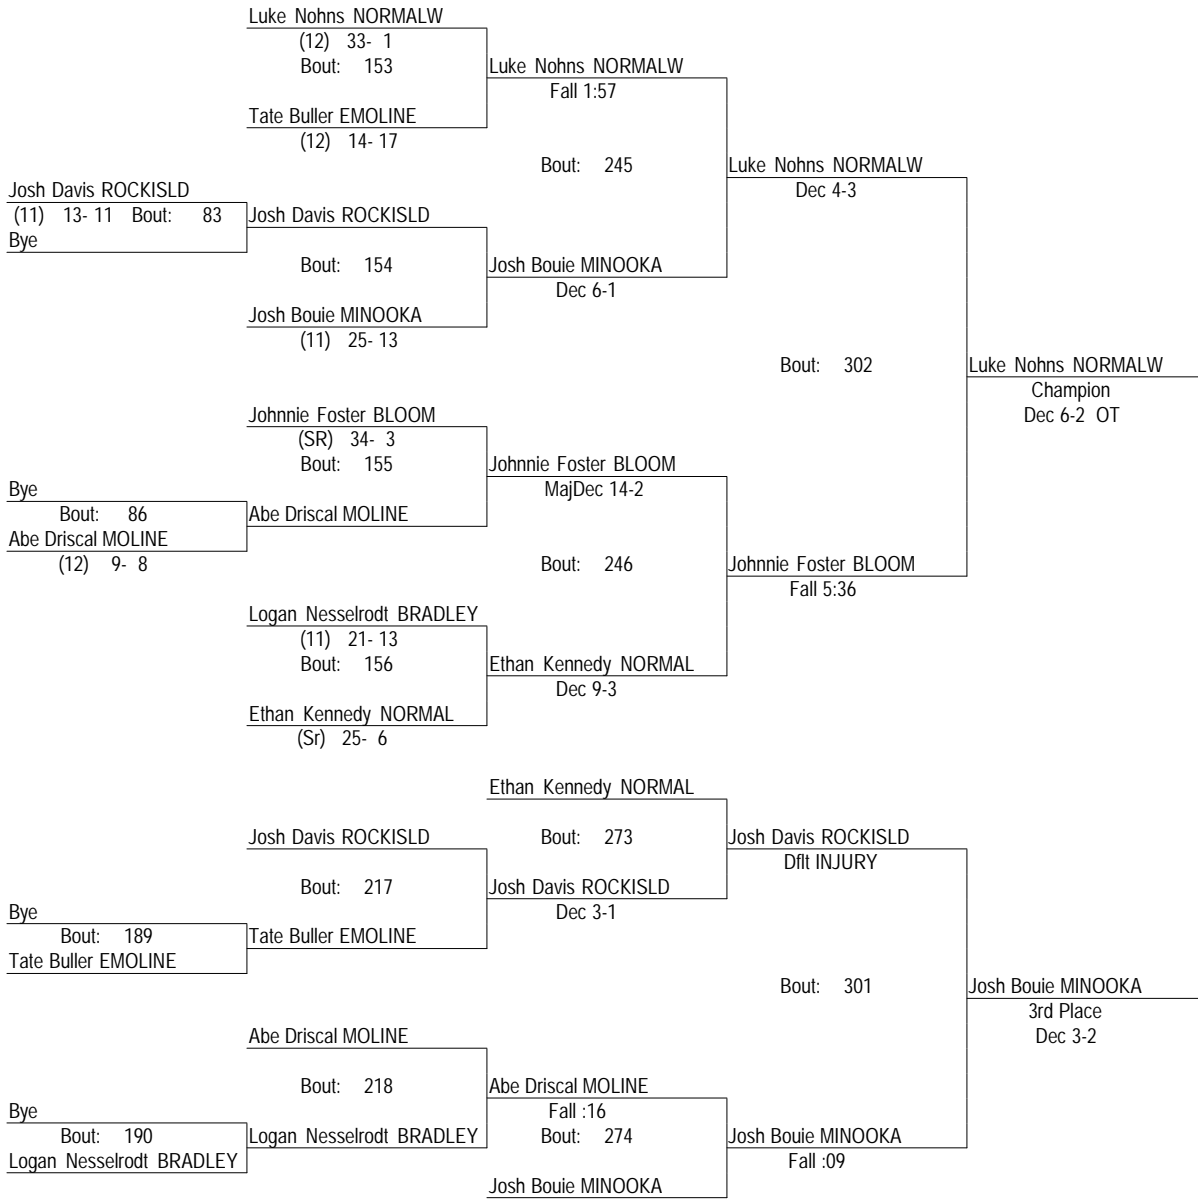 Luke Nohns NORMALW
(12) 33- 1
Bout: 153
Luke Nohns NORMALW
Fall 1:57
Tate Buller EMOLINE
(12) 14- 17
Bout: 245
Luke Nohns NORMALW
Dec 4-3
Josh Davis ROCKISLD
(11) 13- 11 Bout: 83
Josh Davis ROCKISLD
Bye
Bout: 154
Josh Bouie MINOOKA
Dec 6-1
Josh Bouie MINOOKA
(11) 25- 13
Bout: 302
Luke Nohns NORMALW
Champion
Dec 6-2 OT
Johnnie Foster BLOOM
(SR) 34- 3
Bout: 155
Johnnie Foster BLOOM
MajDec 14-2
Bye
Bout: 86
Abe Driscal MOLINE
Abe Driscal MOLINE
(12) 9- 8
Bout: 246
Johnnie Foster BLOOM
Fall 5:36
Logan Nesselrodt BRADLEY
(11) 21- 13
Bout: 156
Ethan Kennedy NORMAL
Dec 9-3
Ethan Kennedy NORMAL
(Sr) 25- 6
Ethan Kennedy NORMAL
Josh Davis ROCKISLD
Bout: 273
Josh Davis ROCKISLD
Dflt INJURY
Bout: 217
Josh Davis ROCKISLD
Dec 3-1
Bye
Bout: 189
Tate Buller EMOLINE
Tate Buller EMOLINE
Bout: 301
Josh Bouie MINOOKA
3rd Place
Dec 3-2
Abe Driscal MOLINE
Bout: 218
Abe Driscal MOLINE
Fall :16
Bye
Bout: 190
Logan Nesselrodt BRADLEY
Bout: 274
Josh Bouie MINOOKA
Fall :09
Logan Nesselrodt BRADLEY
Josh Bouie MINOOKA